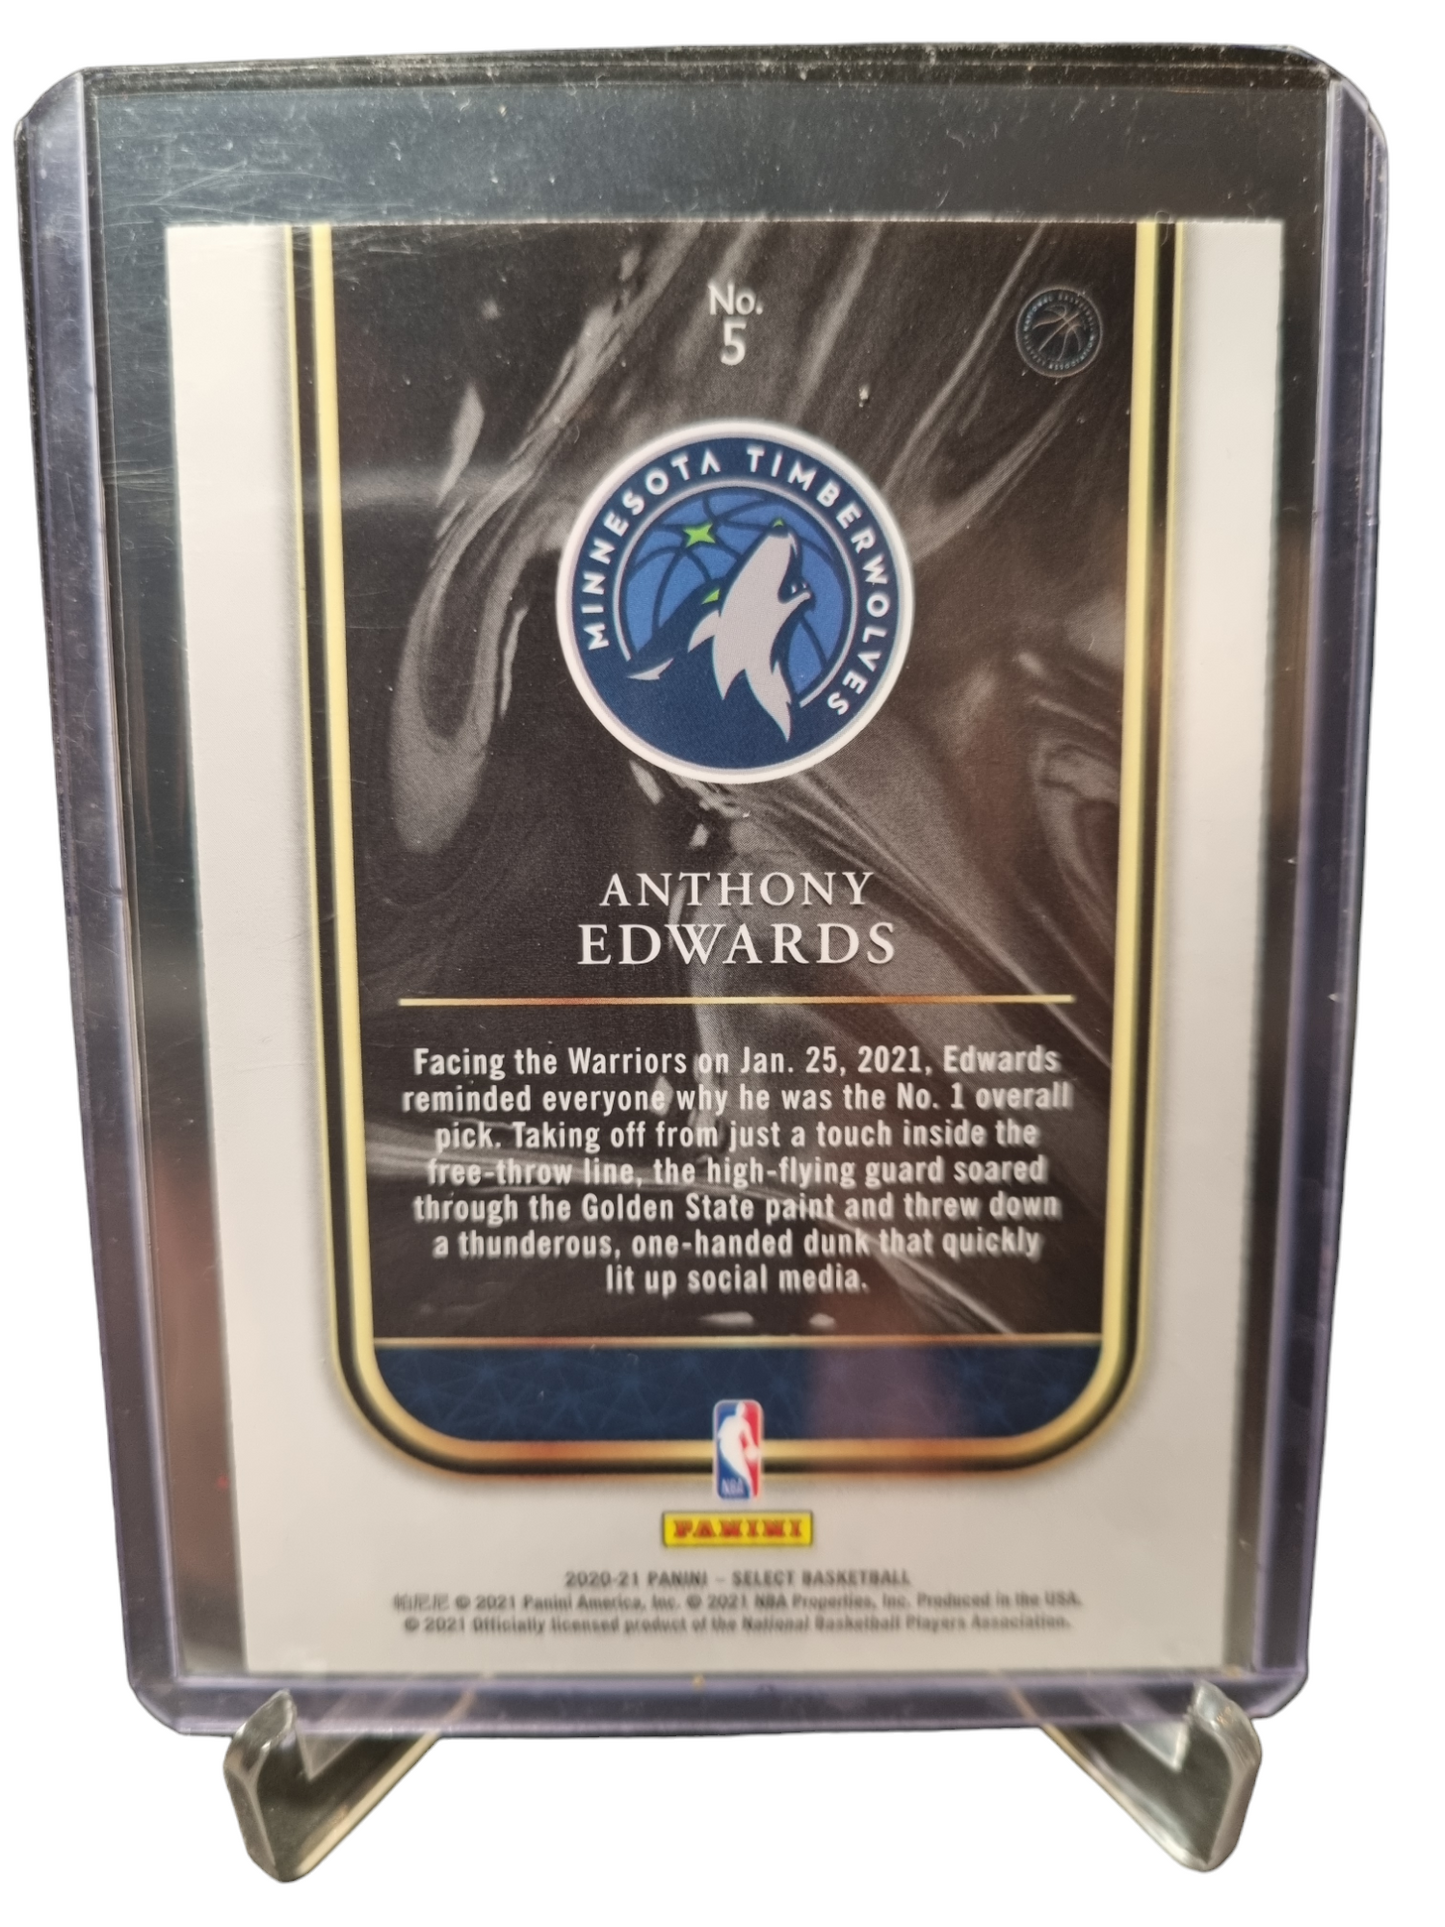 No.
5
MINNESOTA TIMBERWOLVES
ANTHONY
EDWARDS
Facing the Warriors on Jan. 25, 2021, Edwards
reminded everyone why he was the No. 1 overall
pick. Taking off from just a touch inside the
free-throw line, the high-flying guard soared
through the Golden State paint and threw down
a thunderous, one-handed dunk that quickly
lit up social media.
NBA
PANINI
2020-21 PANINI – SELECT BASKETBALL
帕尼尼 © 2021 Panini America, Inc. © 2021 NBA Properties, Inc. Produced in the USA.
© 2021 Officially licensed product of the National Basketball Players Association.